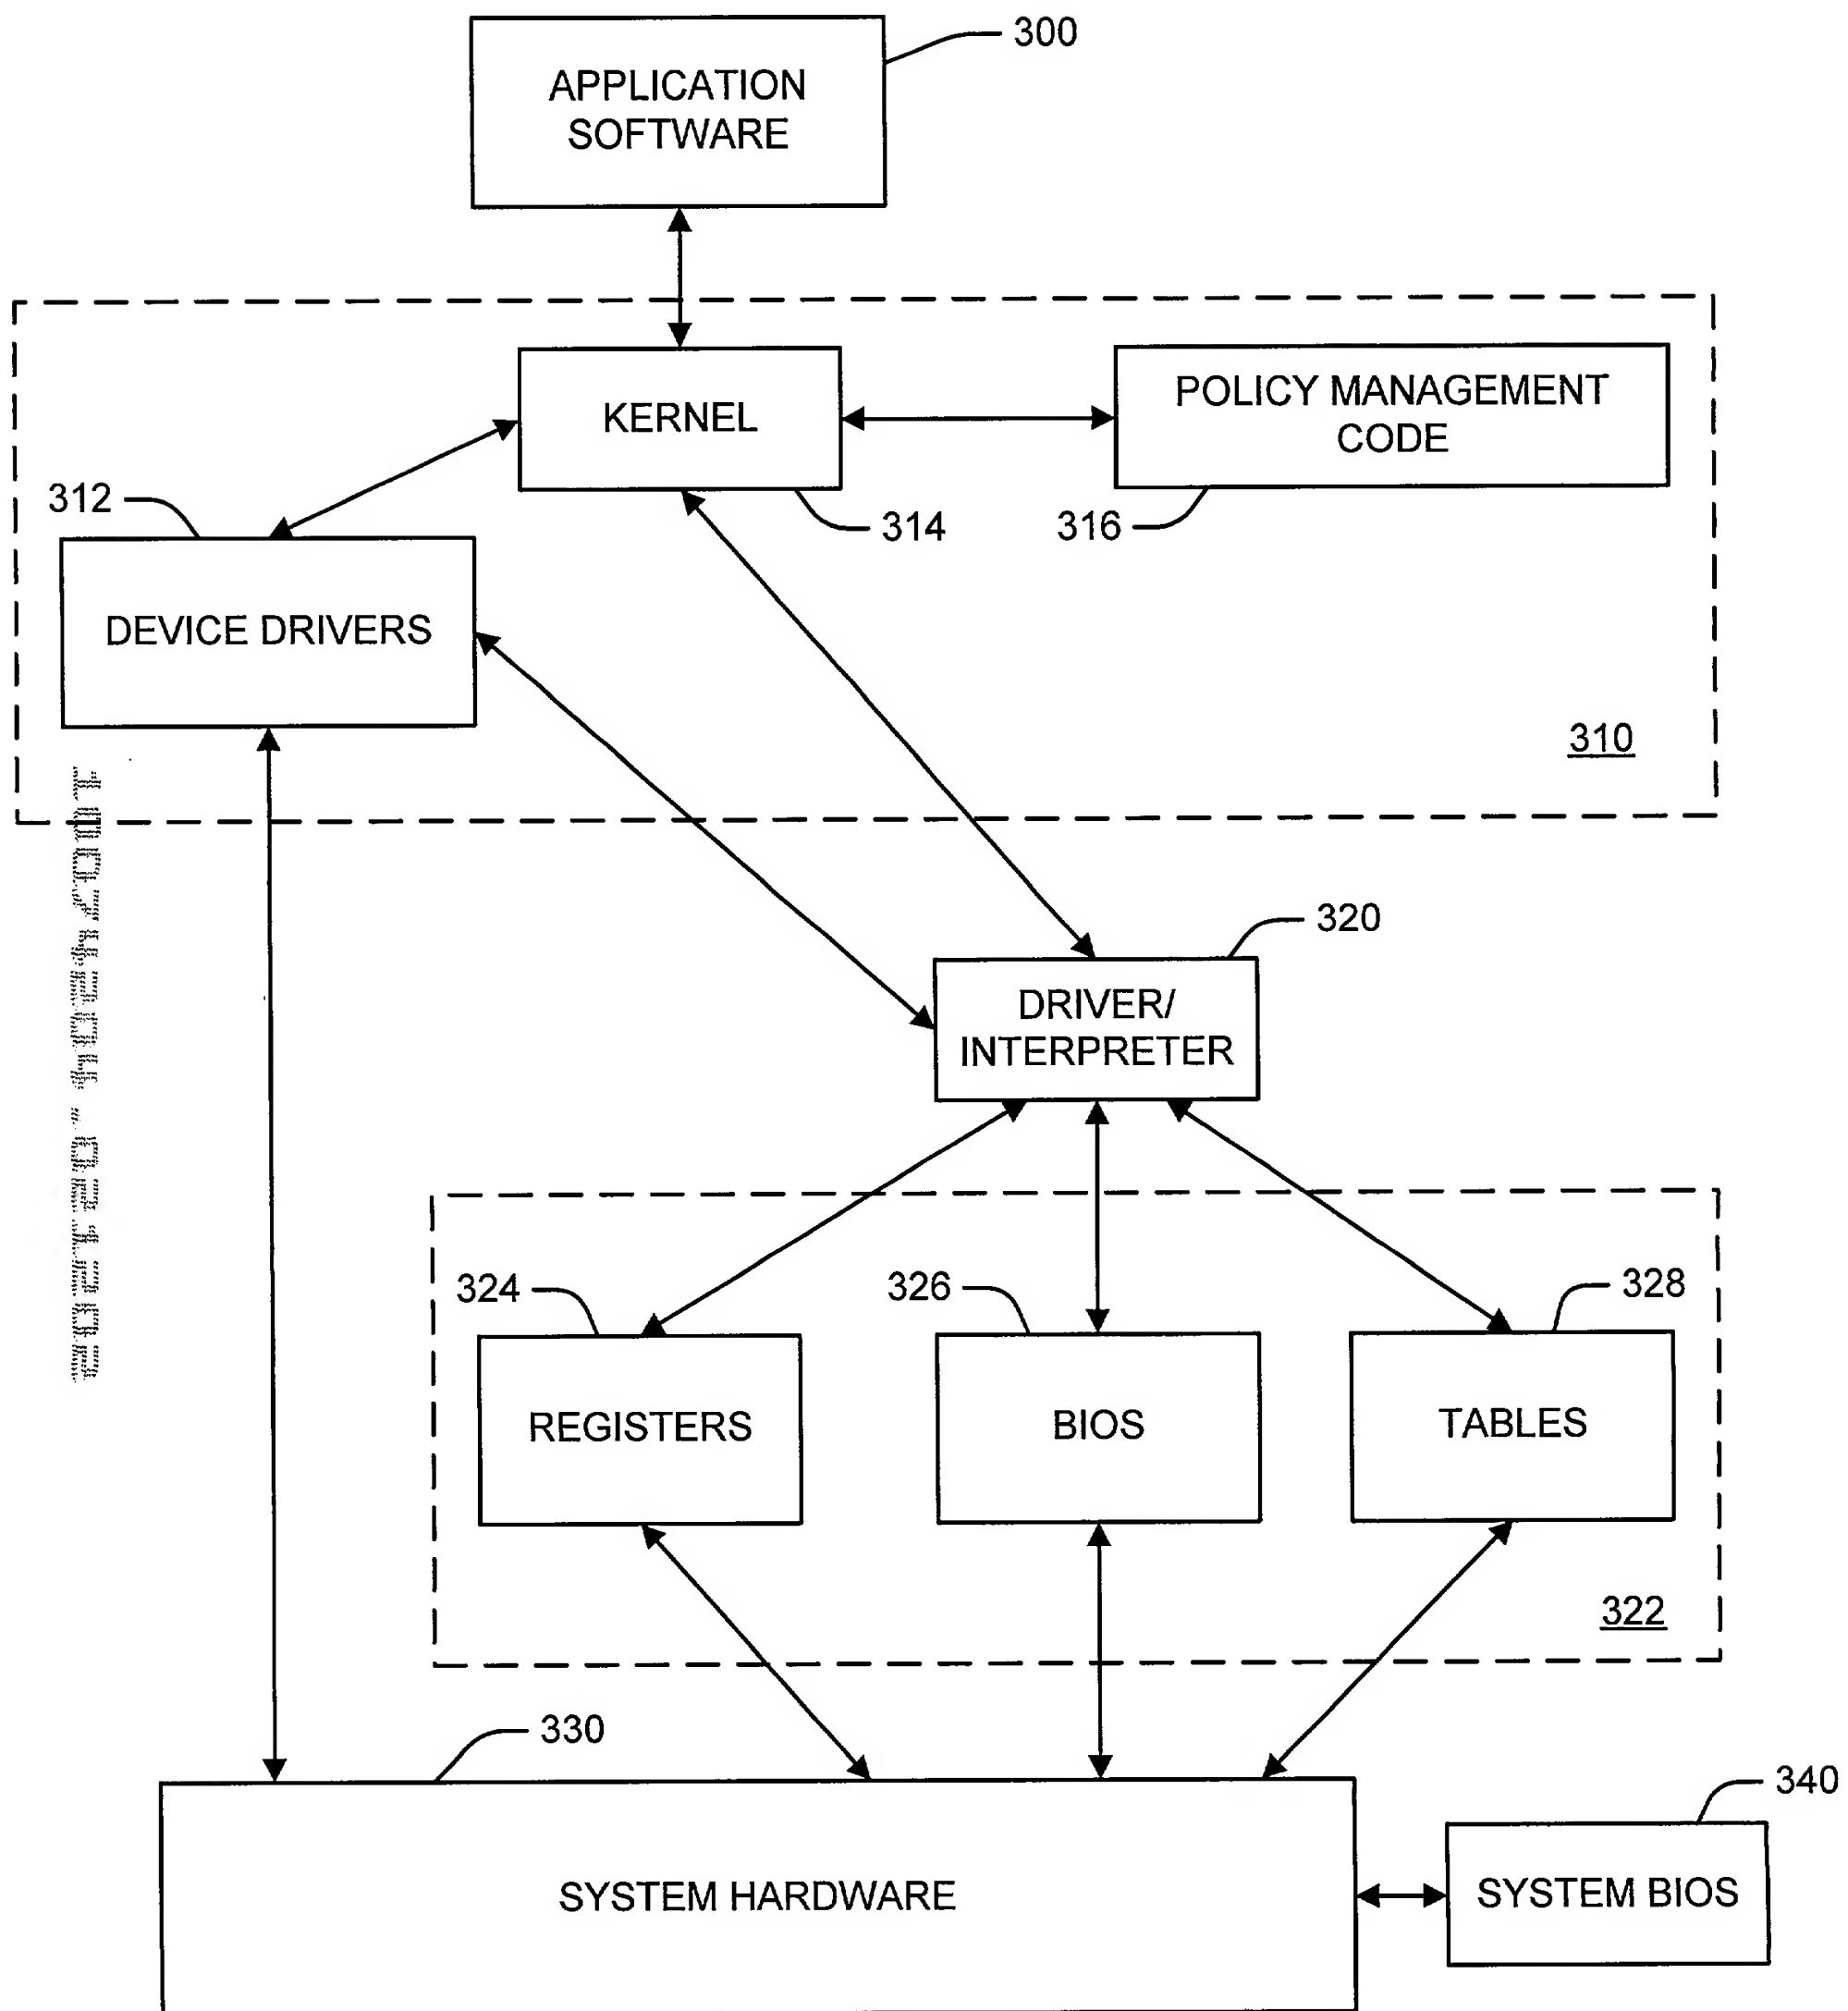 300
APPLICATION
SOFTWARE
KERNEL
POLICY MANAGEMENT
CODE
312
314
316
DEVICE DRIVERS
310
320
DRIVER/
INTERPRETER
324
326
328
REGISTERS
BIOS
TABLES
322
330
340
SYSTEM HARDWARE
SYSTEM BIOS